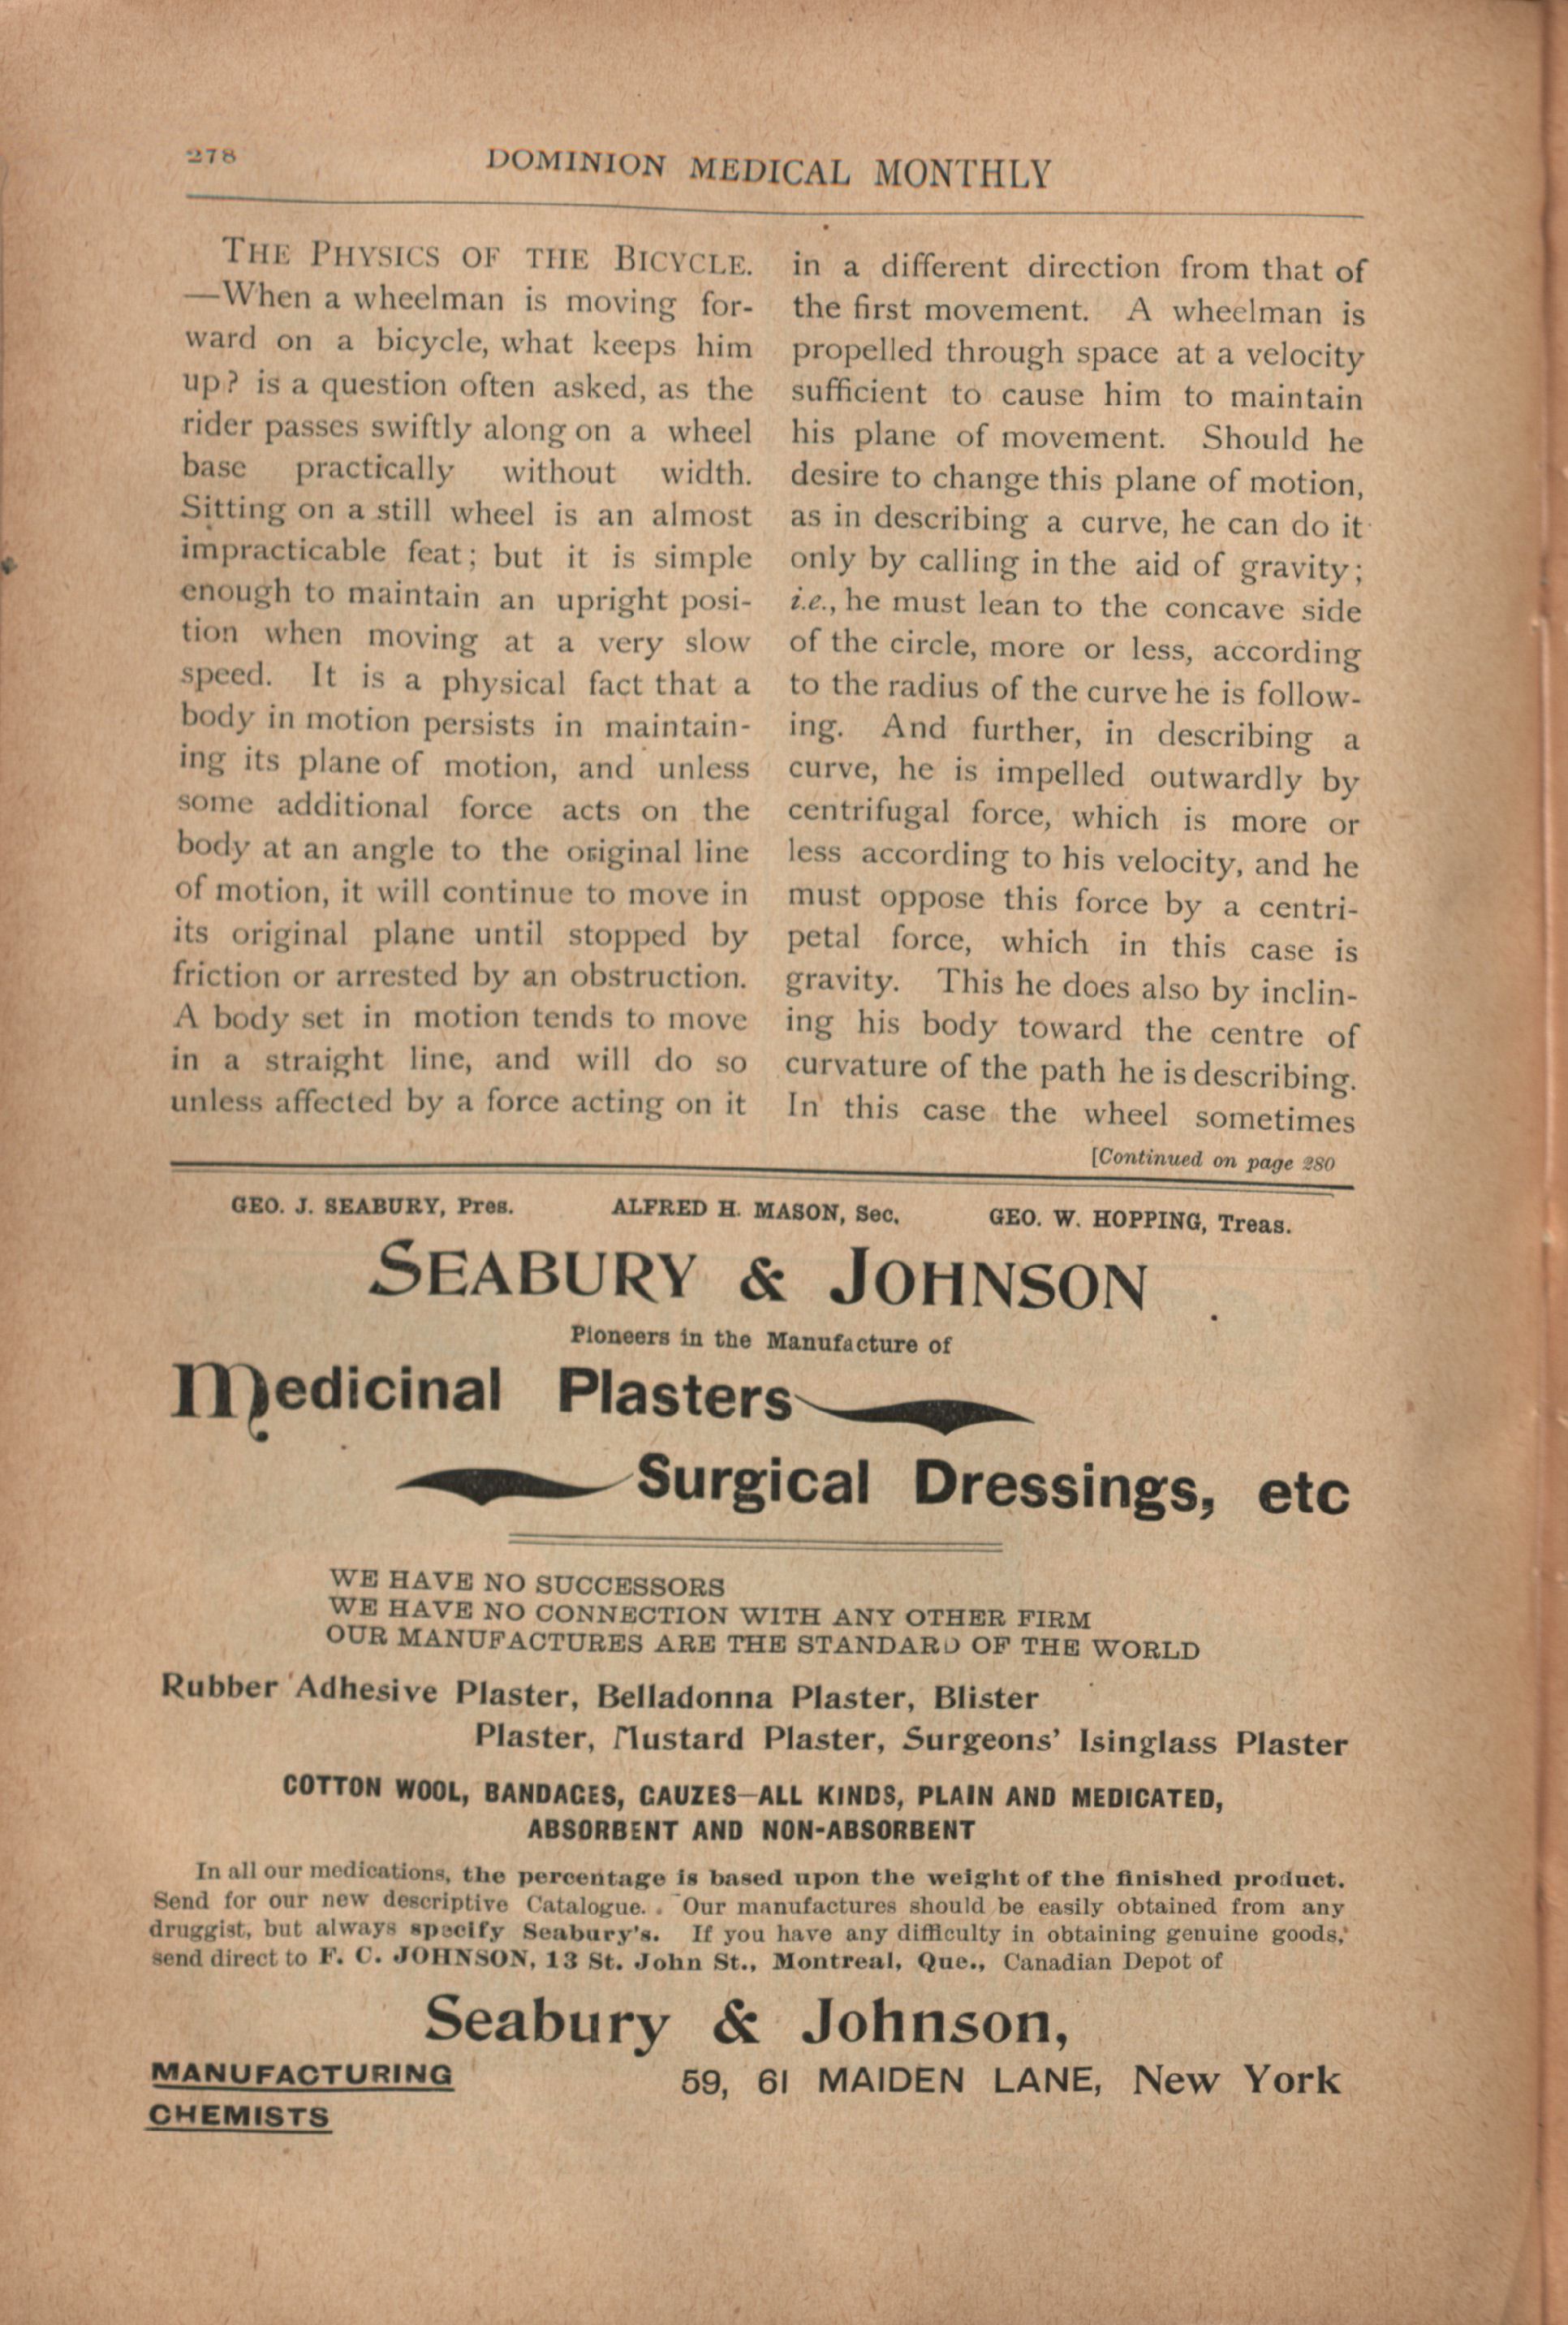 278
DOMINION MEDICAL MONTHLY
THE PHYSICS OF THE BICYCLE.
—When a wheelman is moving for-
ward on a bicycle, what keeps him
up? is a question often asked, as the
rider passes swiftly along on a wheel
base practically without width.
Sitting on a still wheel is an almost
impracticable feat; but it is simple
enough to maintain an upright posi-
tion when moving at a very slow
speed. It is a physical fact that a
body in motion persists in maintain-
ing its plane of motion, and unless
some additional force acts on the
body at an angle to the original line
of motion, it will continue to move in
its original plane until stopped by
friction or arrested by an obstruction.
A body set in motion tends to move
in a straight line, and will do so
unless affected by a force acting on it
in a different direction from that of
the first movement. A wheelman is
propelled through space at a velocity
sufficient to cause him to maintain
his plane of movement. Should he
desire to change this plane of motion,
as in describing a curve, he can do it
only by calling in the aid of gravity;
i.e., he must lean to the concave side
of the circle, more or less, according
to the radius of the curve he is follow-
ing. And further, in describing a
curve, he is impelled outwardly by
centrifugal force, which is more or
less according to his velocity, and he
must oppose this force by a centri-
petal force, which in this case is
gravity. This he does also by inclin-
ing his body toward the centre of
curvature of the path he is describing.
In this case the wheel sometimes
[Continued on page 280
GEO. J. SEABURY, Pres. ALFRED H. MASON, Sec. GEO. W. HOPPING, Treas.
SEABURY & JOHNSON
Pioneers in the Manufacture of
Medicinal Plasters
Surgical Dressings, etc
WE HAVE NO SUCCESSORS
WE HAVE NO CONNECTION WITH ANY OTHER FIRM
OUR MANUFACTURES ARE THE STANDARD OF THE WORLD
Rubber Adhesive Plaster, Belladonna Plaster, Blister
Plaster, Mustard Plaster, Surgeons' Isinglass Plaster
COTTON WOOL, BANDAGES, GAUZES—ALL KINDS, PLAIN AND MEDICATED,
ABSORBENT AND NON-ABSORBENT
In all our medications, the percentage is based upon the weight of the finished product.
Send for our new descriptive Catalogue. Our manufactures should be easily obtained from any
druggist, but always specify Seabury's. If you have any difficulty in obtaining genuine goods,
send direct to F. C. JOHNSON, 13 St. John St., Montreal, Que., Canadian Depot of
Seabury & Johnson,
MANUFACTURING
CHEMISTS
59, 61 MAIDEN LANE, New York